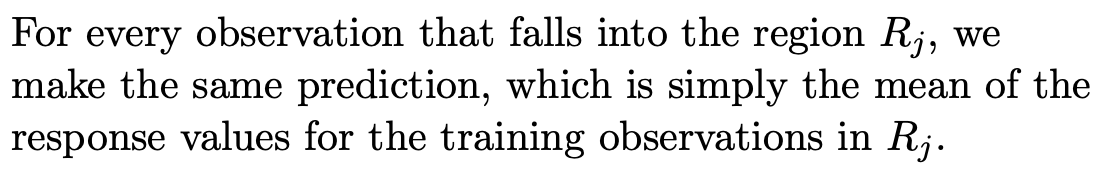 For every observation that falls into the region $R_j$, we
make the same prediction, which is simply the mean of the
response values for the training observations in $R_j$.